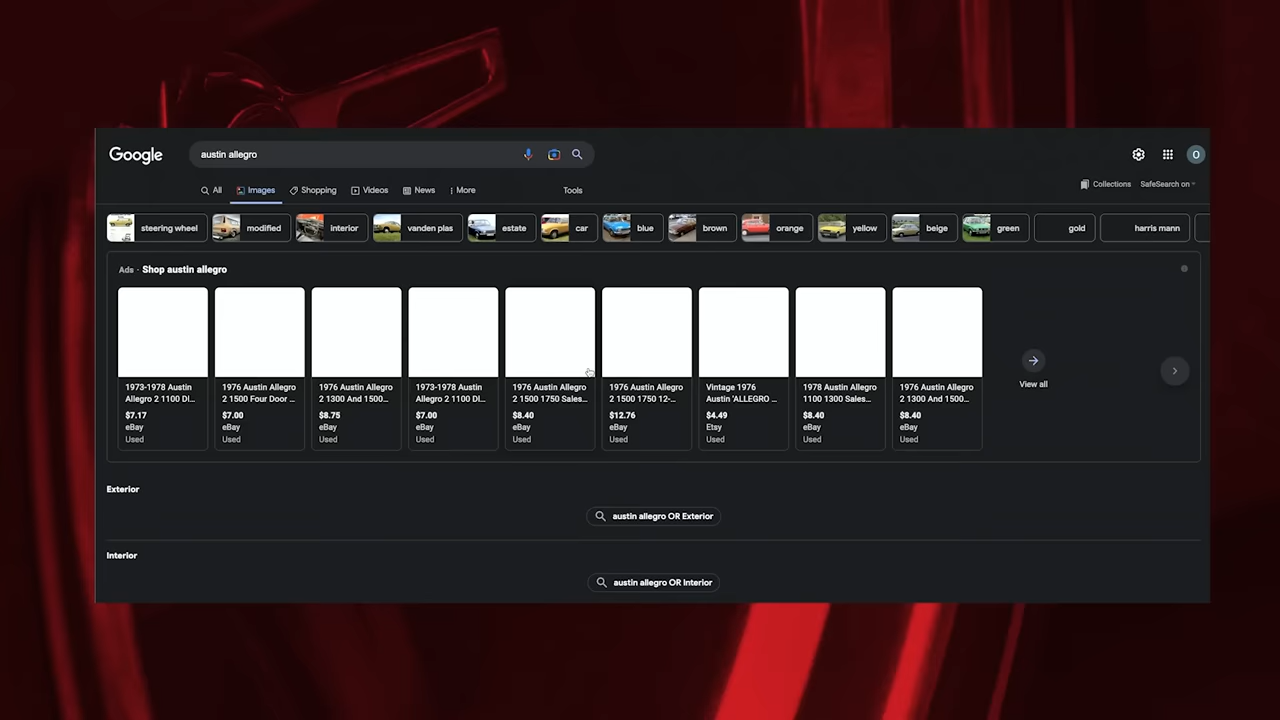 Google
austin allegro
O
All Images Shopping Videos News More Tools
Collections SafeSearch on
steering wheel modified interior vanden plas estate car blue brown orange yellow beige green gold harris mann
Ads · Shop austin allegro
1973-1978 Austin
Allegro 2 1100 DI...
$7.17
eBay
Used
1976 Austin Allegro
2 1500 Four Door ...
$7.00
eBay
Used
1976 Austin Allegro
2 1300 And 1500...
$8.75
eBay
Used
1973-1978 Austin
Allegro 2 1100 DI...
$7.00
eBay
Used
1976 Austin Allegro
2 1500 1750 Sales...
$8.40
eBay
Used
1976 Austin Allegro
2 1500 1750 12-...
$12.76
eBay
Used
Vintage 1976
Austin 'ALLEGRO ...
$4.49
Etsy
Used
1978 Austin Allegro
1100 1300 Sales...
$8.40
eBay
Used
1976 Austin Allegro
2 1300 And 1500...
$8.40
eBay
Used
View all
Exterior
austin allegro OR Exterior
Interior
austin allegro OR Interior